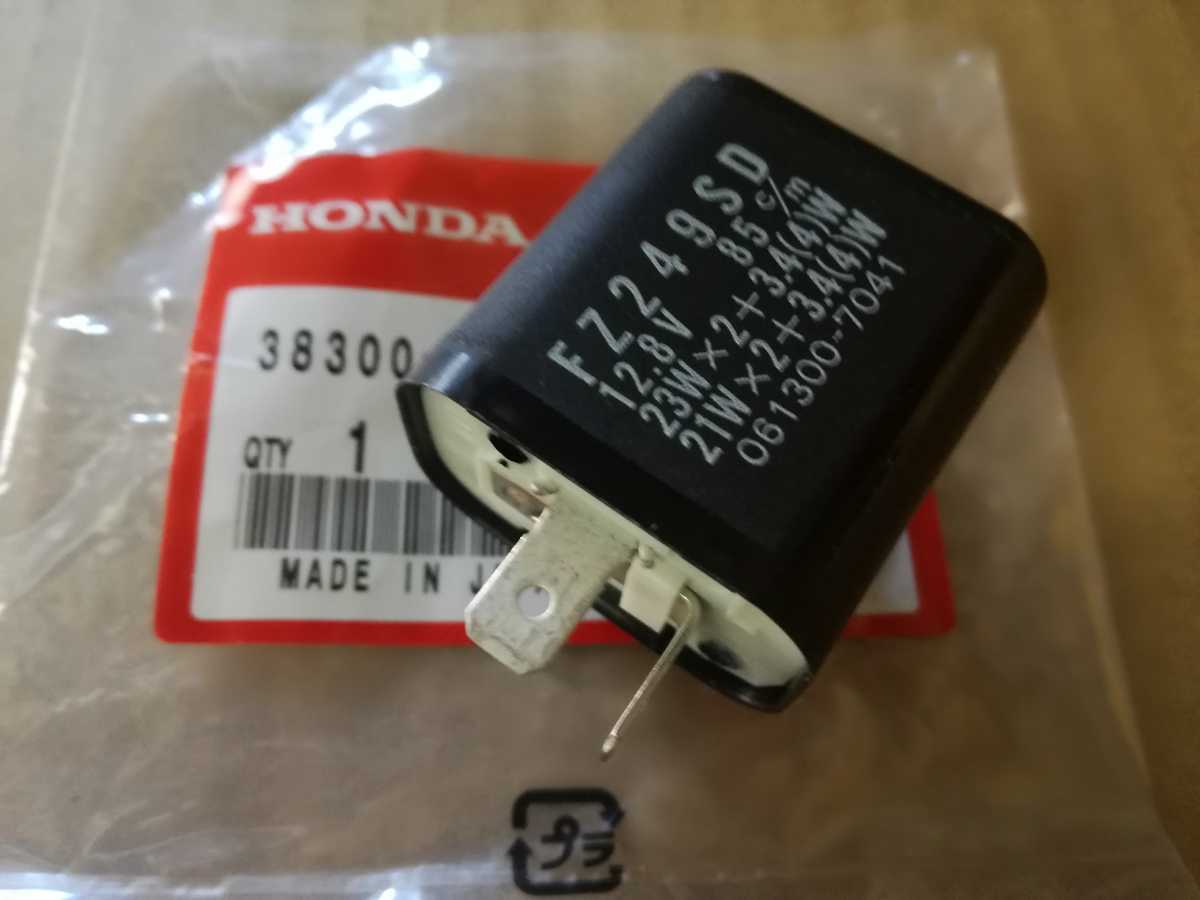 HONDA
38300
QTY 1
MADE IN
FZ249SD
12.8V 85c/m
23W×2+3.4(4)W
21W×2+3.4(4)W
061300-7041
プラ